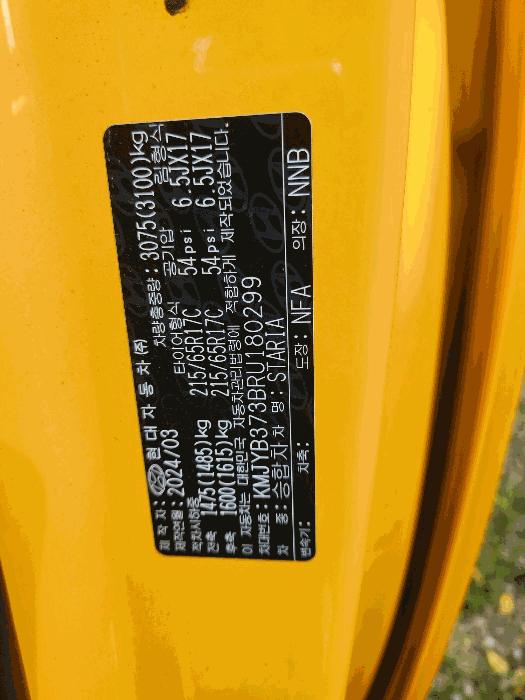 제 작 자: 현 대 자 동 차 (주)
제작연월: 2024/03 차량총중량: 3075(3100)kg
적차시하중 타이어형식 공기압 림형식
전축 1475(1485)kg 215/65R17C 54psi 6.5JX17
후축 1600(1615)kg 215/65R17C 54psi 6.5JX17
이 자동차는 대한민국 자동차관리법령에 적합하게 제작되었습니다.
차대번호: KMJYB373BRU180299
차 종: 승합차 차 명: STARIA
변속기: 차축: 도장: NFA 의장: NNB